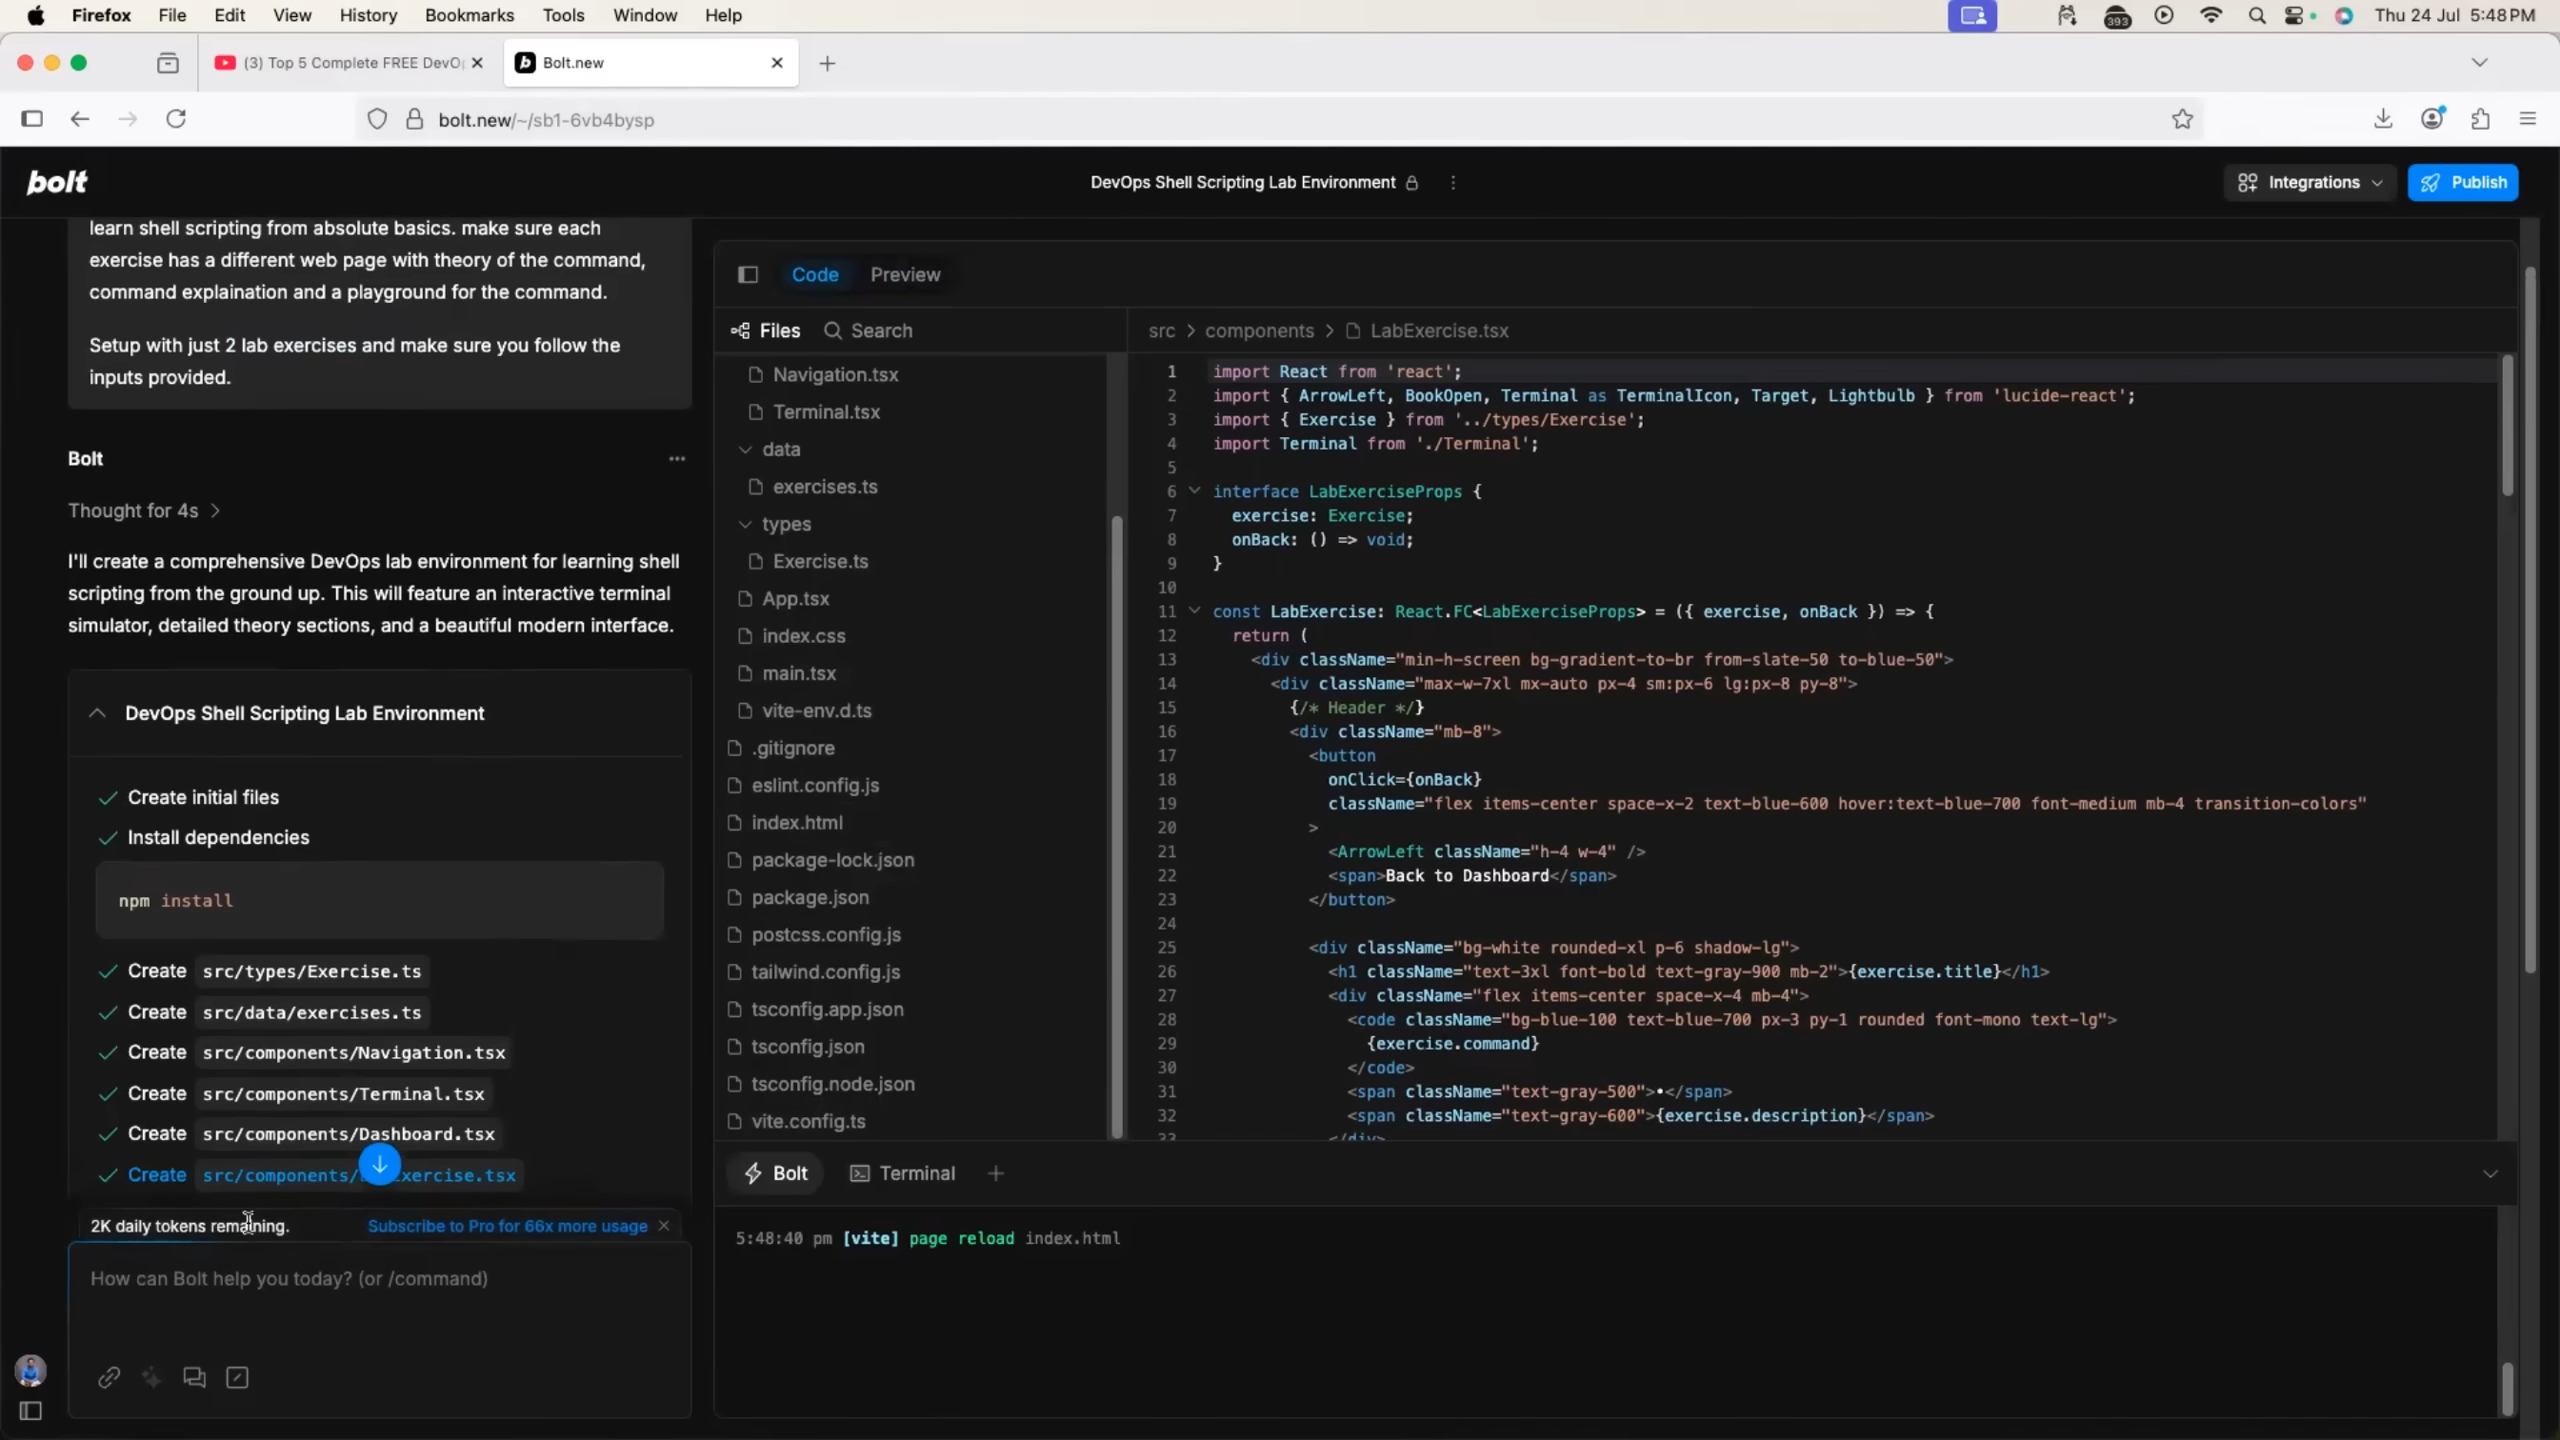 Firefox File Edit View History Bookmarks Tools Window Help
393
Thu 24 Jul 5:48 PM
(3) Top 5 Complete FREE DevO
Bolt.new
bolt.new/~/sb1-6vb4bysp
bolt
DevOps Shell Scripting Lab Environment
Integrations
Publish
learn shell scripting from absolute basics. make sure each
exercise has a different web page with theory of the command,
command explaination and a playground for the command.
Setup with just 2 lab exercises and make sure you follow the
inputs provided.
Bolt
Thought for 4s
I'll create a comprehensive DevOps lab environment for learning shell
scripting from the ground up. This will feature an interactive terminal
simulator, detailed theory sections, and a beautiful modern interface.
DevOps Shell Scripting Lab Environment
Create initial files
Install dependencies
npm install
Create src/types/Exercise.ts
Create src/data/exercises.ts
Create src/components/Navigation.tsx
Create src/components/Terminal.tsx
Create src/components/Dashboard.tsx
Create src/components/ xercise.tsx
2K daily tokens remaining.
Subscribe to Pro for 66x more usage
How can Bolt help you today? (or /command)
Code Preview
Files Search
Navigation.tsx
Terminal.tsx
data
exercises.ts
types
Exercise.ts
App.tsx
index.css
main.tsx
vite-env.d.ts
.gitignore
eslint.config.js
index.html
package-lock.json
package.json
postcss.config.js
tailwind.config.js
tsconfig.app.json
tsconfig.json
tsconfig.node.json
vite.config.ts
src > components > LabExercise.tsx
1 import React from 'react';
2 import { ArrowLeft, BookOpen, Terminal as TerminalIcon, Target, Lightbulb } from 'lucide-react';
3 import { Exercise } from '../types/Exercise';
4 import Terminal from './Terminal';
5
6 interface LabExerciseProps {
7 exercise: Exercise;
8 onBack: () => void;
9 }
10
11 const LabExercise: React.FC<LabExerciseProps> = ({ exercise, onBack }) => {
12 return (
13 <div className="min-h-screen bg-gradient-to-br from-slate-50 to-blue-50">
14 <div className="max-w-7xl mx-auto px-4 sm:px-6 lg:px-8 py-8">
15 {/* Header */}
16 <div className="mb-8">
17 <button
18 onClick={onBack}
19 className="flex items-center space-x-2 text-blue-600 hover:text-blue-700 font-medium mb-4 transition-colors"
20 >
21 <ArrowLeft className="h-4 w-4" />
22 <span>Back to Dashboard</span>
23 </button>
24
25 <div className="bg-white rounded-xl p-6 shadow-lg">
26 <h1 className="text-3xl font-bold text-gray-900 mb-2">{exercise.title}</h1>
27 <div className="flex items-center space-x-4 mb-4">
28 <code className="bg-blue-100 text-blue-700 px-3 py-1 rounded font-mono text-lg">
29 {exercise.command}
30 </code>
31 <span className="text-gray-500">•</span>
32 <span className="text-gray-600">{exercise.description}</span>
33 </div>
Bolt Terminal
5:48:40 pm [vite] page reload index.html